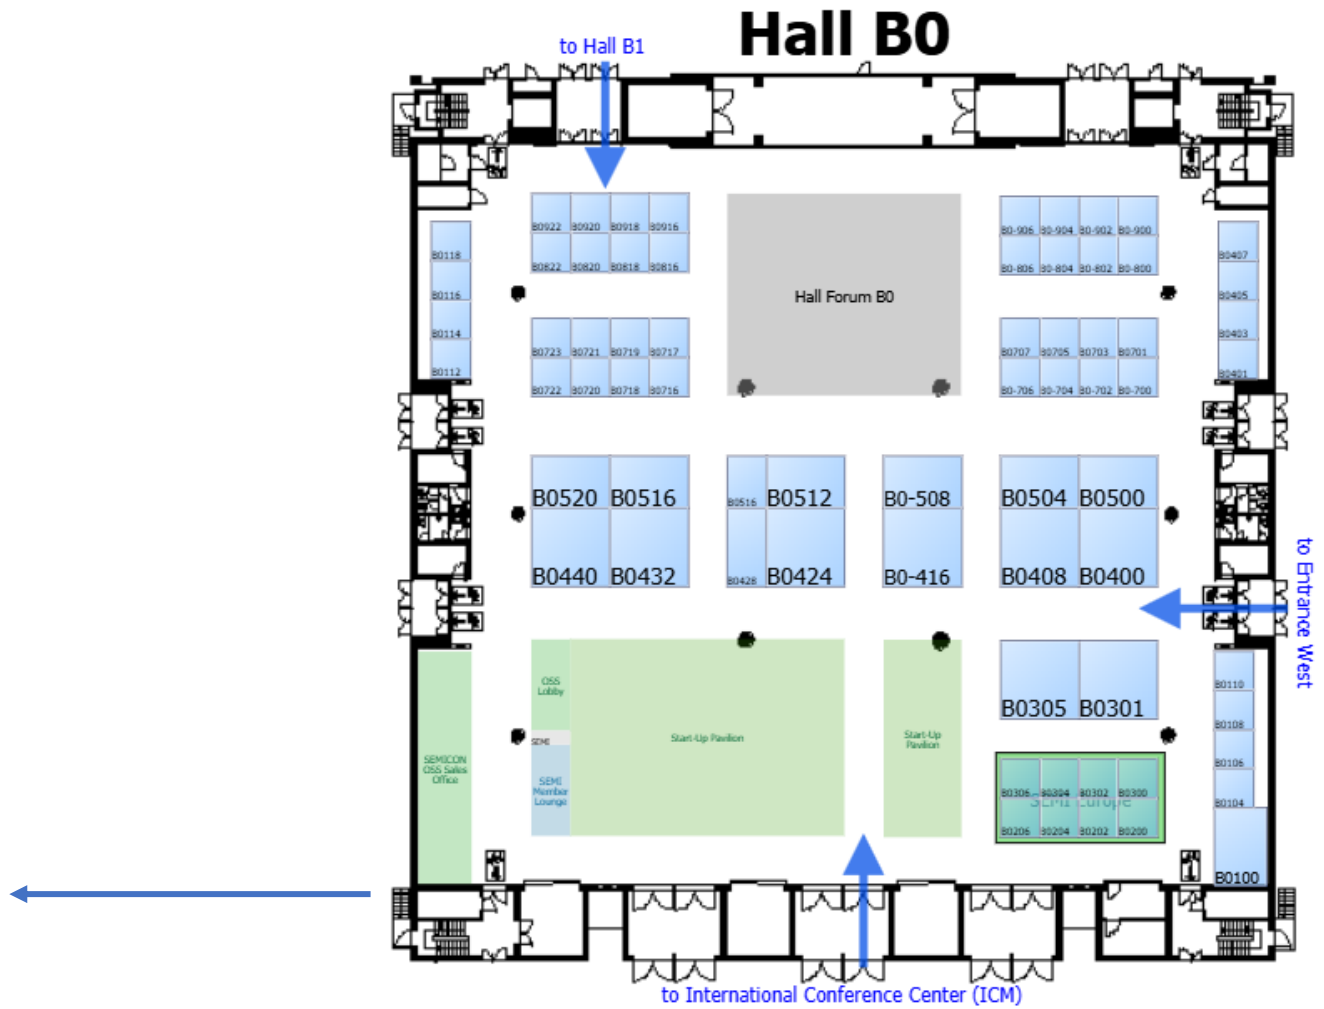 Hall B0
to Hall B1
B0922 B0920 B0918 B0916
B0822 B0820 B0818 B0816
Hall Forum B0
B0-906 B0-904 B0-902 B0-900
B0-806 B0-804 B0-802 B0-800
B0118
B0116
B0114
B0112
B0407
B0405
B0403
B0401
B0723 B0721 B0719 B0717
B0722 B0720 B0718 B0716
B0707 B0705 B0703 B0701
B0-706 B0-704 B0-702 B0-700
B0520 B0516
B0516 B0512
B0-508
B0504 B0500
B0440 B0432
B0428 B0424
B0-416
B0408 B0400
to Entrance West
SEMICON
OSS Sales
Office
OSS
Lobby
SEMI
SEMI
Member
Lounge
Start-Up Pavilion
Start-Up
Pavilion
B0305 B0301
B0306 B0304 B0302 B0300
SEMI Europe
B0206 B0204 B0202 B0200
B0110
B0108
B0106
B0104
B0100
to International Conference Center (ICM)